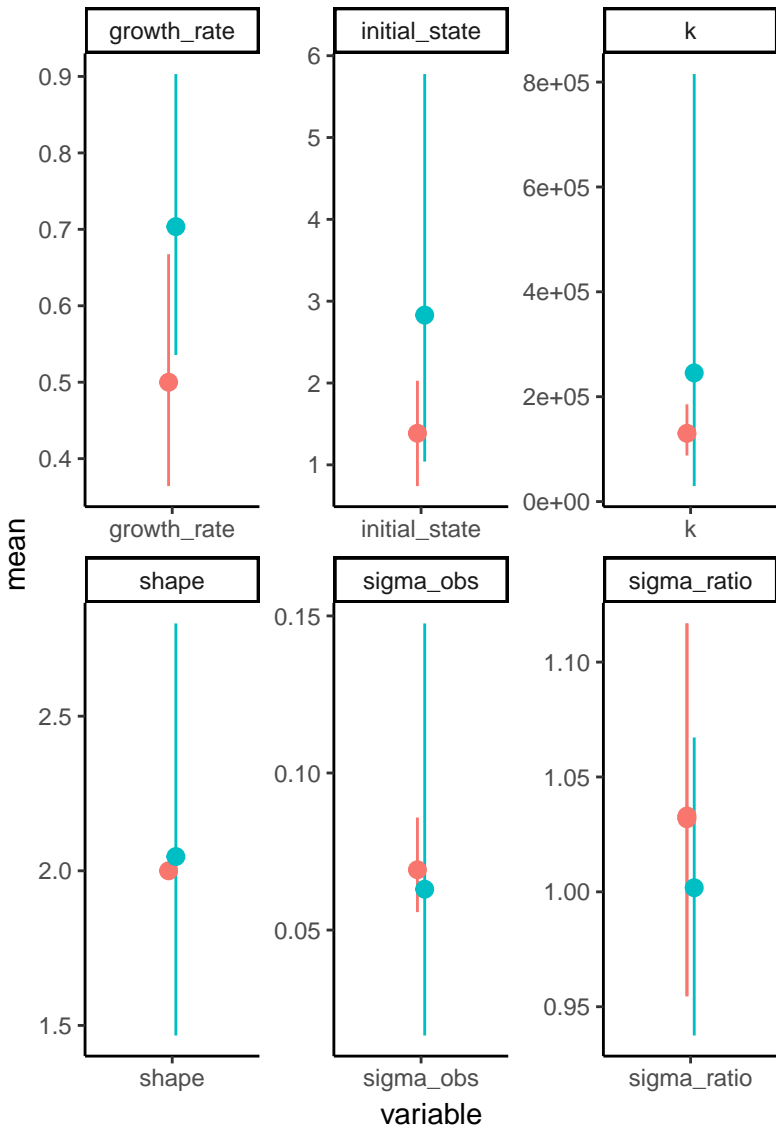 growth_rate
initial_state
k
0.9
0.8
0.7
0.6
0.5
0.4
6
5
4
3
2
1
8e+05
6e+05
4e+05
2e+05
0e+00
growth_rate
initial_state
k
mean
shape
sigma_obs
sigma_ratio
2.5
2.0
1.5
0.15
0.10
0.05
1.10
1.05
1.00
0.95
shape
sigma_obs
sigma_ratio
variable